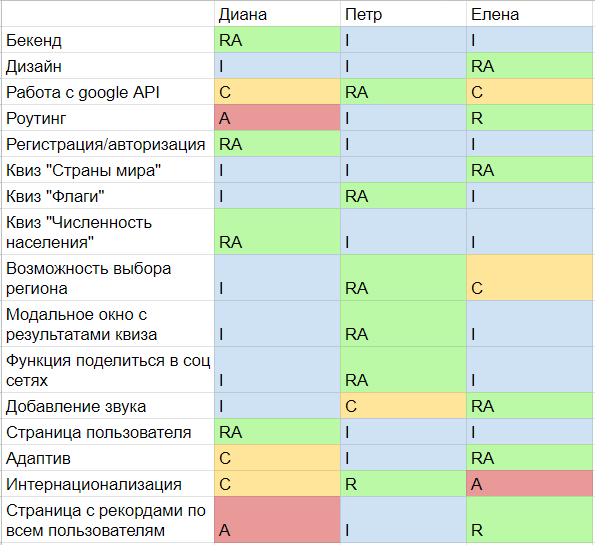 Диана Петр Елена
Бекенд RA I I
Дизайн I I RA
Работа с google API C RA C
Роутинг A I R
Регистрация/авторизация RA I I
Квиз "Страны мира" I I RA
Квиз "Флаги" I RA I
Квиз "Численность
населения" RA I I
Возможность выбора
региона I RA C
Модальное окно с
результатами квиза I RA I
Функция поделиться в соц
сетях I RA I
Добавление звука I C RA
Страница пользователя RA I I
Адаптив C I RA
Интернационализация C R A
Страница с рекордами по
всем пользователям A I R